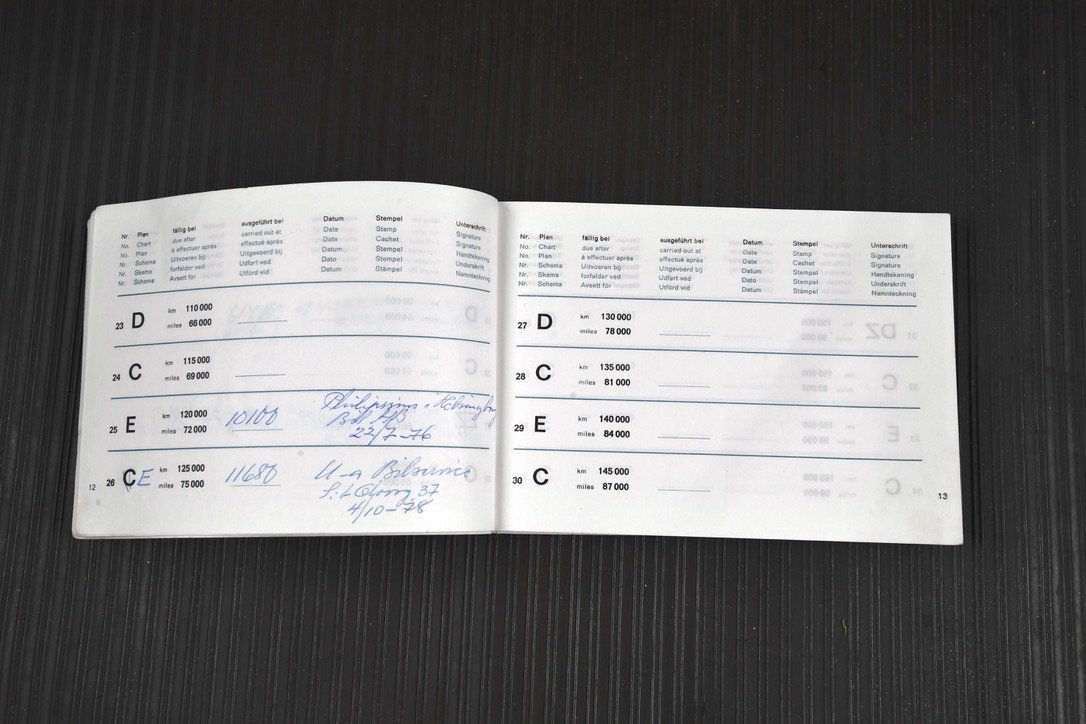 Nr. Plan fällig bei ausgeführt bei Datum Stempel Unterschrift
No. Chart due after carried out at Date Stamp Signature
No. Plan à effectuer après effectué après Date Cachet Signature
Nr. Schema Uitvoeren bij Uitgevoerd bij Datum Stempel Handtekening
Nr. Skema forfalder ved Udført ved Dato Stempel Underskrift
Nr. Schema Avsett för Utförd vid Datum Stämpel Namnteckning
23 D km 110 000
miles 66 000
24 C km 115 000
miles 69 000
25 E km 120 000 10100
miles 72 000
22/7-76
26 C E km 125 000 11680
miles 75 000
37
4/10-78
12
Nr. Plan fällig bei ausgeführt bei Datum Stempel Unterschrift
No. Chart due after carried out at Date Stamp Signature
No. Plan à effectuer après effectué après Date Cachet Signature
Nr. Schema Uitvoeren bij Uitgevoerd bij Datum Stempel Handtekening
Nr. Skema forfalder ved Udført ved Dato Stempel Underskrift
Nr. Schema Avsett för Utförd vid Datum Stämpel Namnteckning
27 D km 130 000
miles 78 000
28 C km 135 000
miles 81 000
29 E km 140 000
miles 84 000
30 C km 145 000
miles 87 000
13